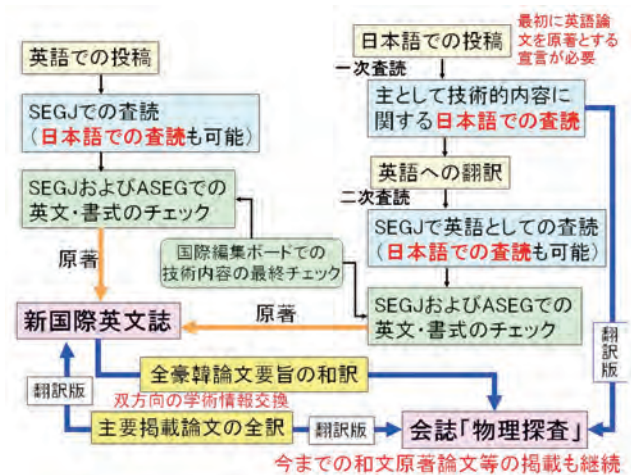 英語での投稿
SEGJでの査読
(日本語での査読も可能)
SEGJおよびASEGでの
英文・書式のチェック
原著
新国際英文誌
日本語での投稿
最初に英語論
文を原著とする
宣言が必要
一次査読
主として技術的内容に
関する日本語での査読
英語への翻訳
二次査読
SEGJで英語としての査読
(日本語での査読も可能)
国際編集ボードでの
技術内容の最終チェック
SEGJおよびASEGでの
英文・書式のチェック
原著
翻訳版
全豪韓論文要旨の和訳
翻訳版
双方向の学術情報交換
主要掲載論文の全訳
翻訳版
会誌「物理探査」
今までの和文原著論文等の掲載も継続